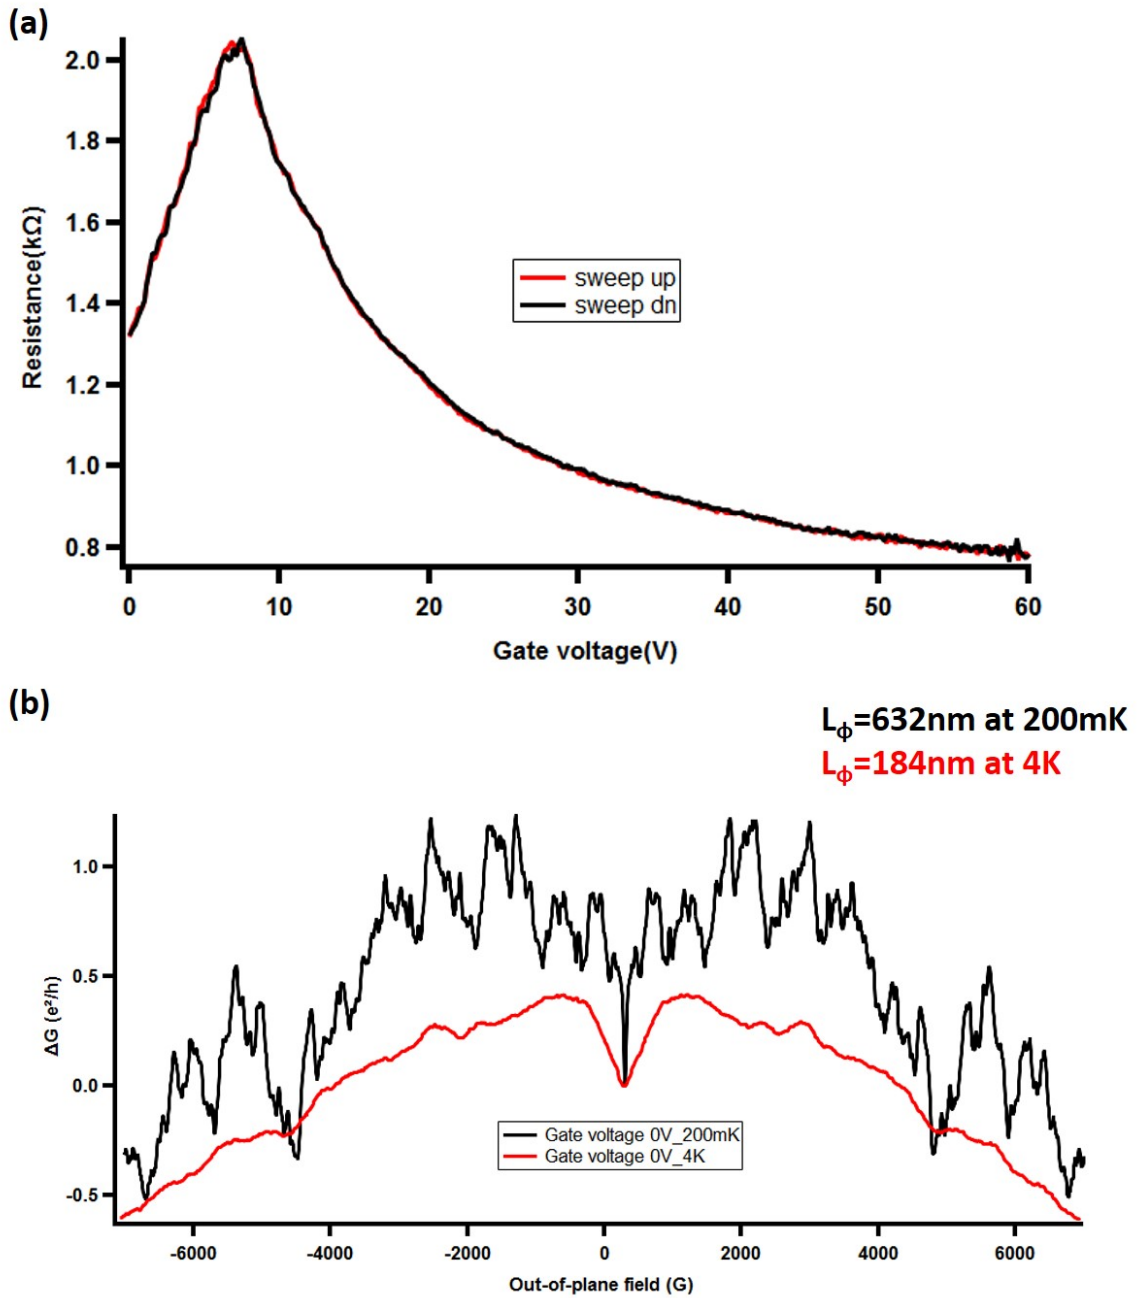 (a)
2.0
1.8
1.6
1.4
1.2
1.0
0.8
Resistance(kΩ)
sweep up
sweep dn
0 10 20 30 40 50 60
Gate voltage(V)
(b)
Lϕ=632nm at 200mK
Lϕ=184nm at 4K
1.0
0.5
0.0
-0.5
ΔG (e²/h)
Gate voltage 0V_200mK
Gate voltage 0V_4K
-6000 -4000 -2000 0 2000 4000 6000
Out-of-plane field (G)